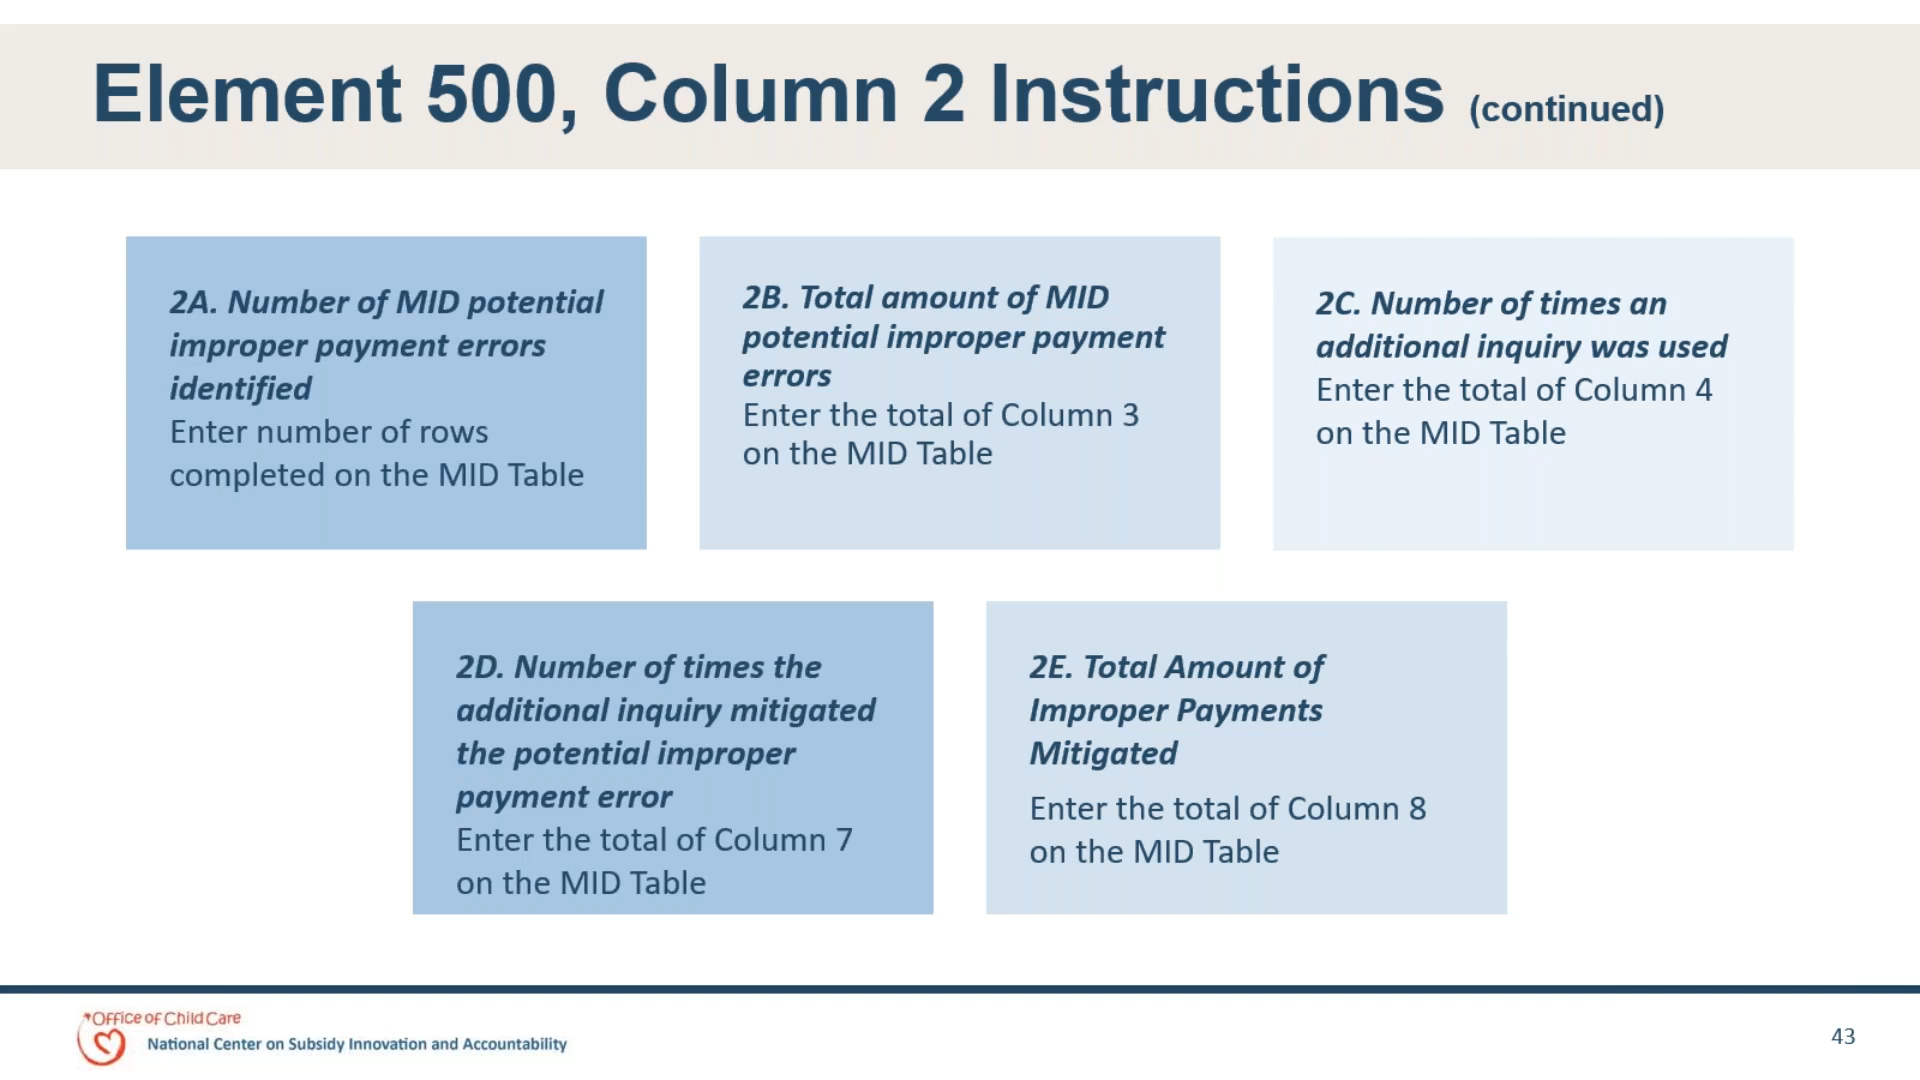 Element 500, Column 2 Instructions (continued)
2A. Number of MID potential
improper payment errors
identified
Enter number of rows
completed on the MID Table
2B. Total amount of MID
potential improper payment
errors
Enter the total of Column 3
on the MID Table
2C. Number of times an
additional inquiry was used
Enter the total of Column 4
on the MID Table
2D. Number of times the
additional inquiry mitigated
the potential improper
payment error
Enter the total of Column 7
on the MID Table
2E. Total Amount of
Improper Payments
Mitigated
Enter the total of Column 8
on the MID Table
Office of Child Care
National Center on Subsidy Innovation and Accountability
43